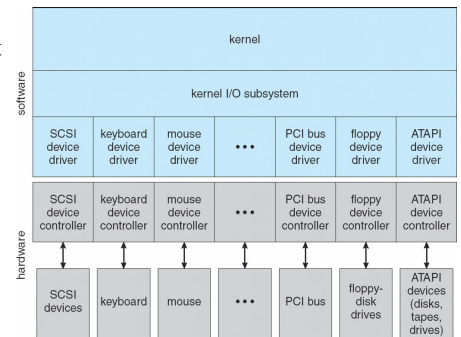 kernel
kernel I/O subsystem
software
SCSI
device
driver
keyboard
device
driver
mouse
device
driver
•••
PCI bus
device
driver
floppy
device
driver
ATAPI
device
driver
hardware
SCSI
device
controller
keyboard
device
controller
mouse
device
controller
•••
PCI bus
device
controller
floppy
device
controller
ATAPI
device
controller
SCSI
devices
keyboard
mouse
•••
PCI bus
floppy-
disk
drives
ATAPI
devices
(disks,
tapes,
drives)